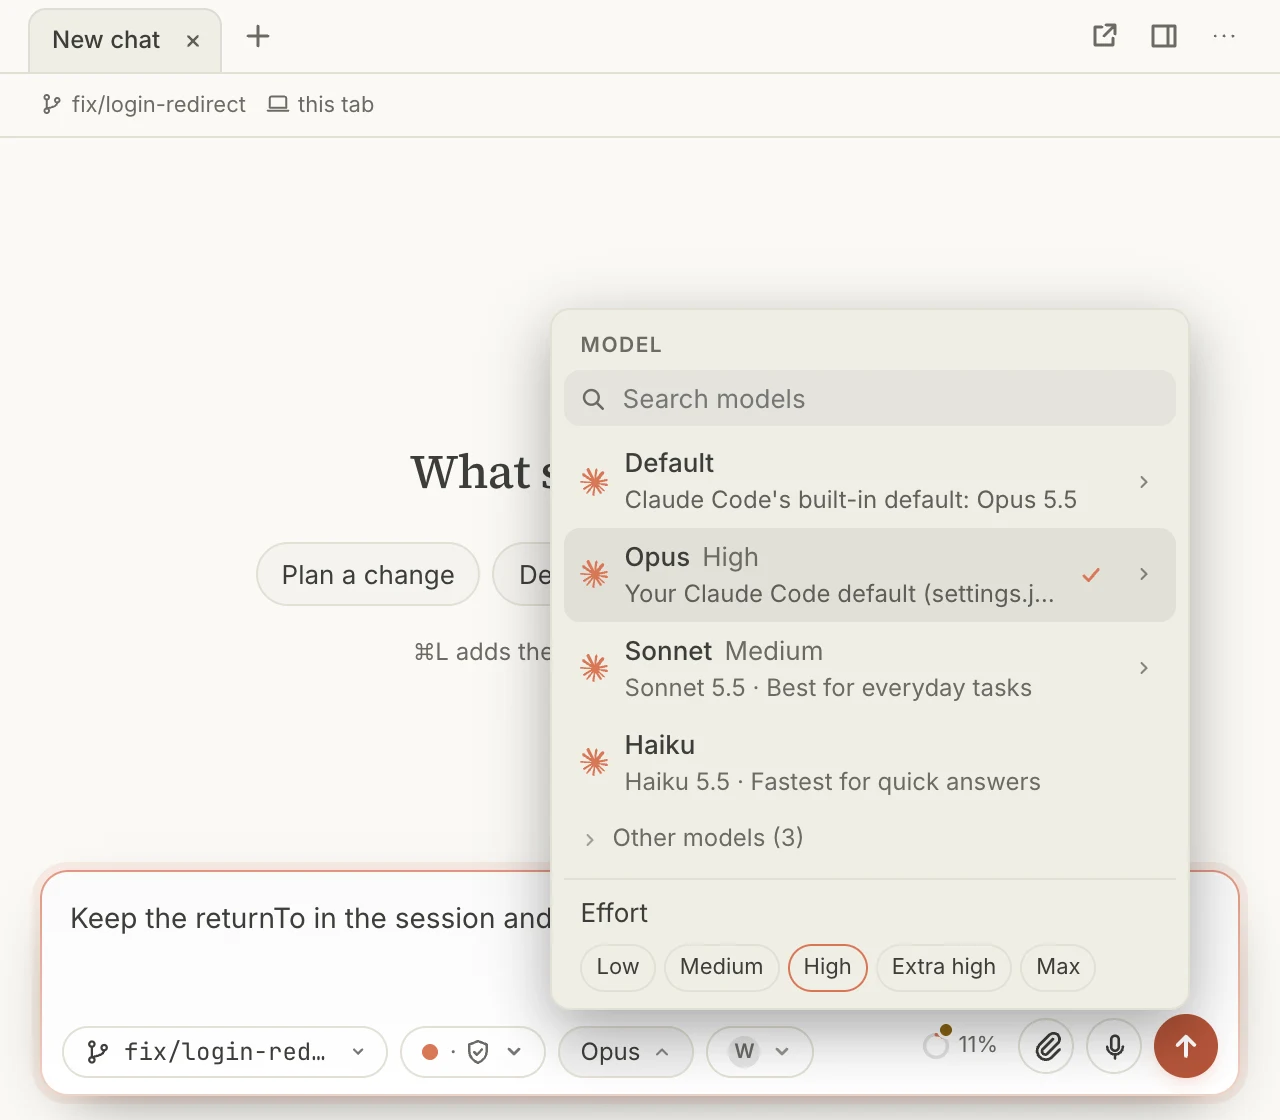 New chat
fix/login-redirect this tab
MODEL
Search models
Default
Claude Code's built-in default: Opus 5.5
What s
Opus High
Your Claude Code default (settings.j...
Plan a change
De
⌘L adds the
Sonnet Medium
Sonnet 5.5 · Best for everyday tasks
Haiku
Haiku 5.5 · Fastest for quick answers
Other models (3)
Keep the returnTo in the session and
Effort
Low Medium High Extra high Max
fix/login-red… · Opus W 11%